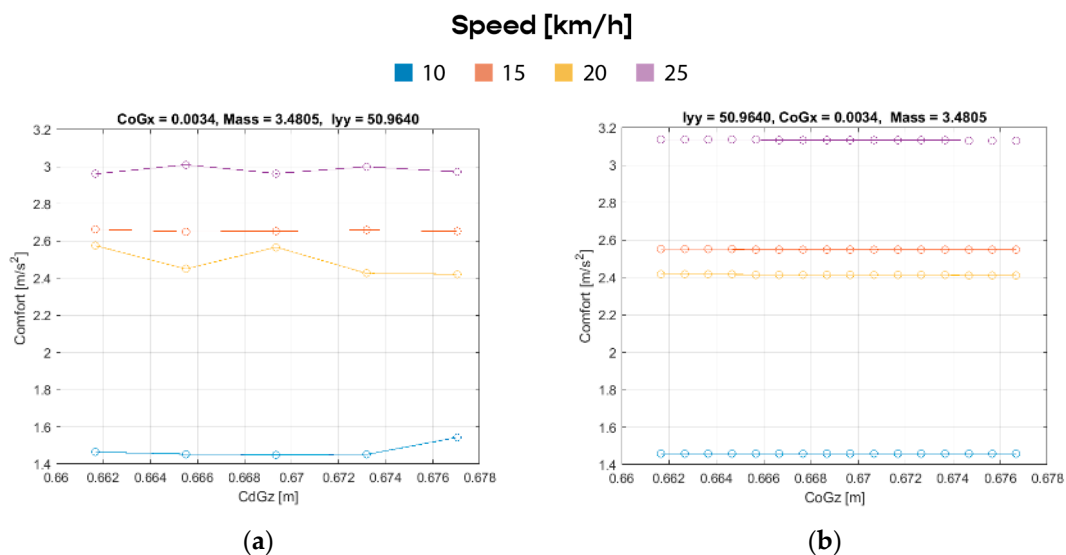 Speed [km/h]
10 15 20 25
CoGx = 0.0034, Mass = 3.4805, Iyy = 50.9640
3.2
3
2.8
2.6
2.4
2.2
2
1.8
1.6
1.4
Comfort [m/s²]
0.66 0.662 0.664 0.666 0.668 0.67 0.672 0.674 0.676 0.678
CdGz [m]
(a)
Iyy = 50.9640, CoGx = 0.0034, Mass = 3.4805
3.2
3
2.8
2.6
2.4
2.2
2
1.8
1.6
1.4
Comfort [m/s²]
0.66 0.662 0.664 0.666 0.668 0.67 0.672 0.674 0.676 0.678
CoGz [m]
(b)